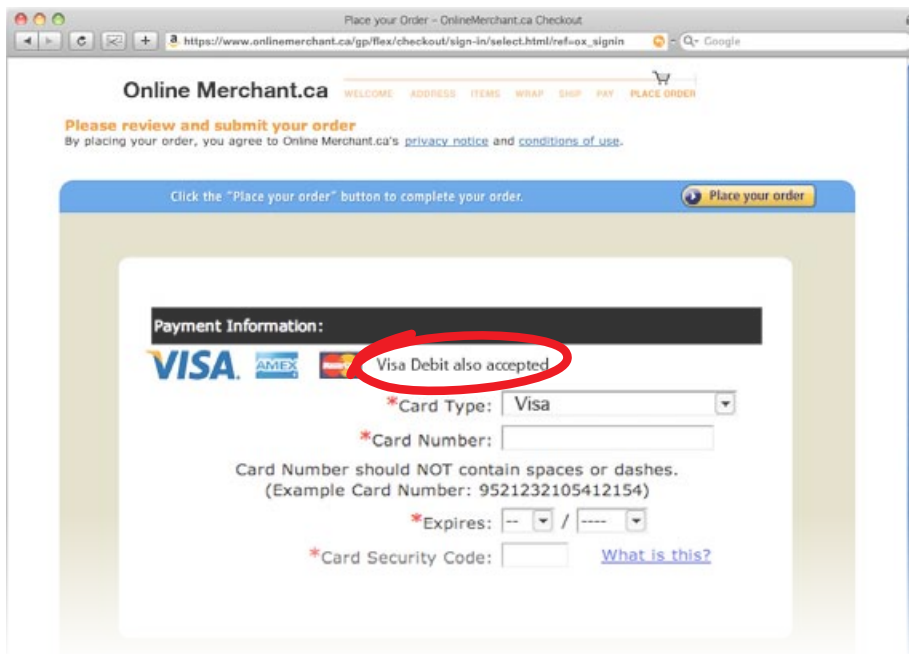 Place your Order – OnlineMerchant.ca Checkout
https://www.onlinemerchant.ca/gp/flex/checkout/sign-in/select.html/ref=ox_signin
Google
Online Merchant.ca
WELCOME ADDRESS ITEMS WRAP SHIP PAY PLACE ORDER
Please review and submit your order
By placing your order, you agree to Online Merchant.ca's privacy notice and conditions of use.
Click the "Place your order" button to complete your order.
Place your order
Payment Information:
VISA. AMEX MasterCard Visa Debit also accepted
*Card Type: Visa
*Card Number:
Card Number should NOT contain spaces or dashes.
(Example Card Number: 9521232105412154)
*Expires: -- / ----
*Card Security Code: What is this?